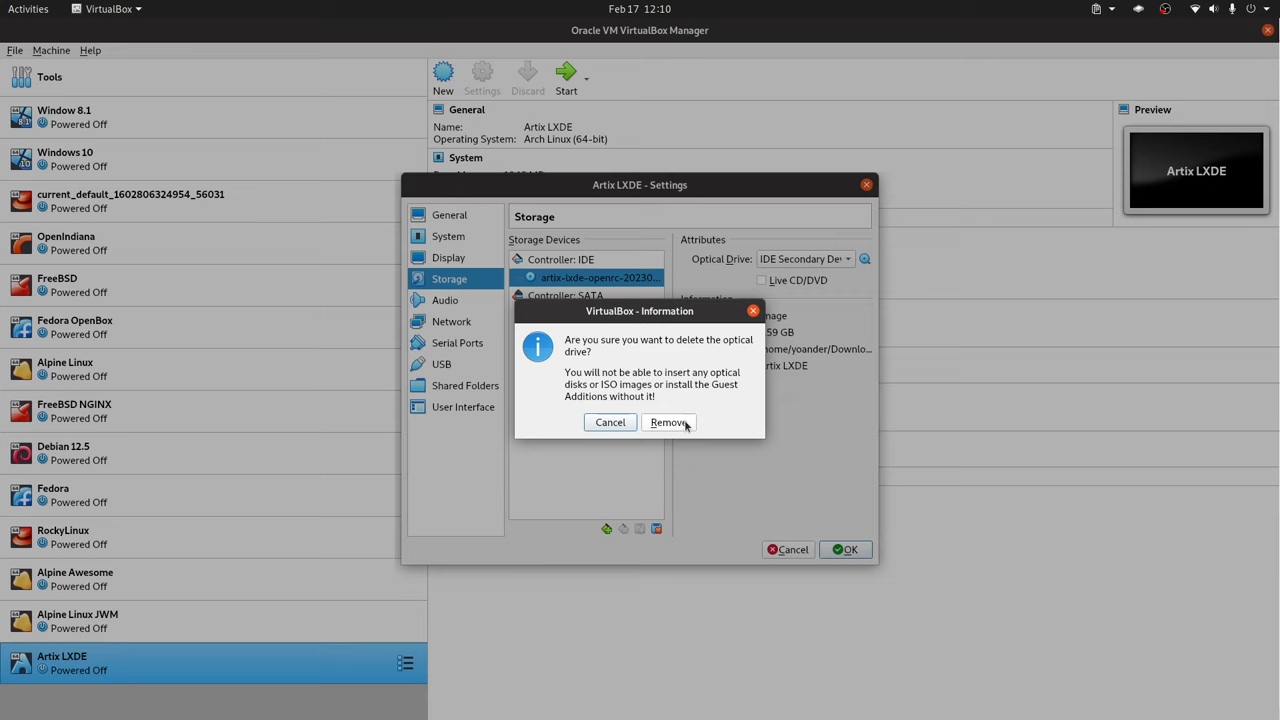 Activities
VirtualBox
Feb 17 12:10
Oracle VM VirtualBox Manager
File
Machine
Help
Tools
Window 8.1
Powered Off
Windows 10
Powered Off
current_default_1602806324954_56031
Powered Off
OpenIndiana
Powered Off
FreeBSD
Powered Off
Fedora OpenBox
Powered Off
Alpine Linux
Powered Off
FreeBSD NGINX
Powered Off
Debian 12.5
Powered Off
Fedora
Powered Off
RockyLinux
Powered Off
Alpine Awesome
Powered Off
Alpine Linux JWM
Powered Off
Artix LXDE
Powered Off
New
Settings
Discard
Start
General
Name: Artix LXDE
Operating System: Arch Linux (64-bit)
System
Preview
Artix LXDE
Artix LXDE - Settings
General
System
Display
Storage
Audio
Network
Serial Ports
USB
Shared Folders
User Interface
Storage
Storage Devices
Controller: IDE
artix-lxde-openrc-20230...
Controller: SATA
Attributes
Optical Drive: IDE Secondary Dev
Live CD/DVD
mage
59 GB
home/yoander/Downlo...
Artix LXDE
VirtualBox - Information
Are you sure you want to delete the optical
drive?
You will not be able to insert any optical
disks or ISO images or install the Guest
Additions without it!
Cancel
Remove
Cancel
OK